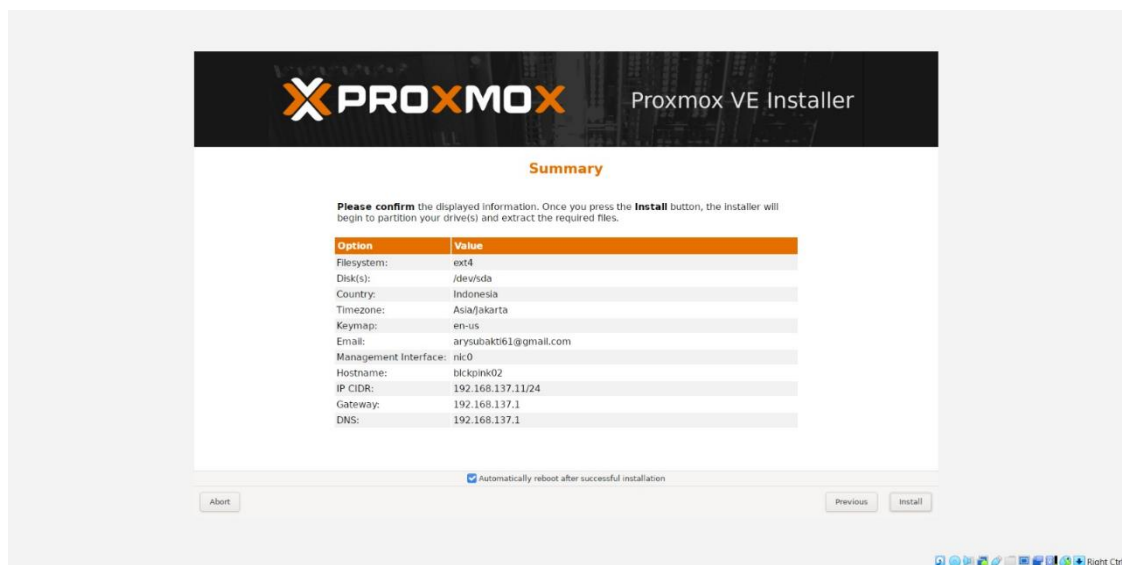 PROXMOX
Proxmox VE Installer
Summary
Please confirm the displayed information. Once you press the Install button, the installer will
begin to partition your drive(s) and extract the required files.
Option Value
Filesystem: ext4
Disk(s): /dev/sda
Country: Indonesia
Timezone: Asia/Jakarta
Keymap: en-us
Email: arysubakti61@gmail.com
Management Interface: nic0
Hostname: blckpink02
IP CIDR: 192.168.137.11/24
Gateway: 192.168.137.1
DNS: 192.168.137.1
Automatically reboot after successful installation
Abort Previous Install
Right Ctrl